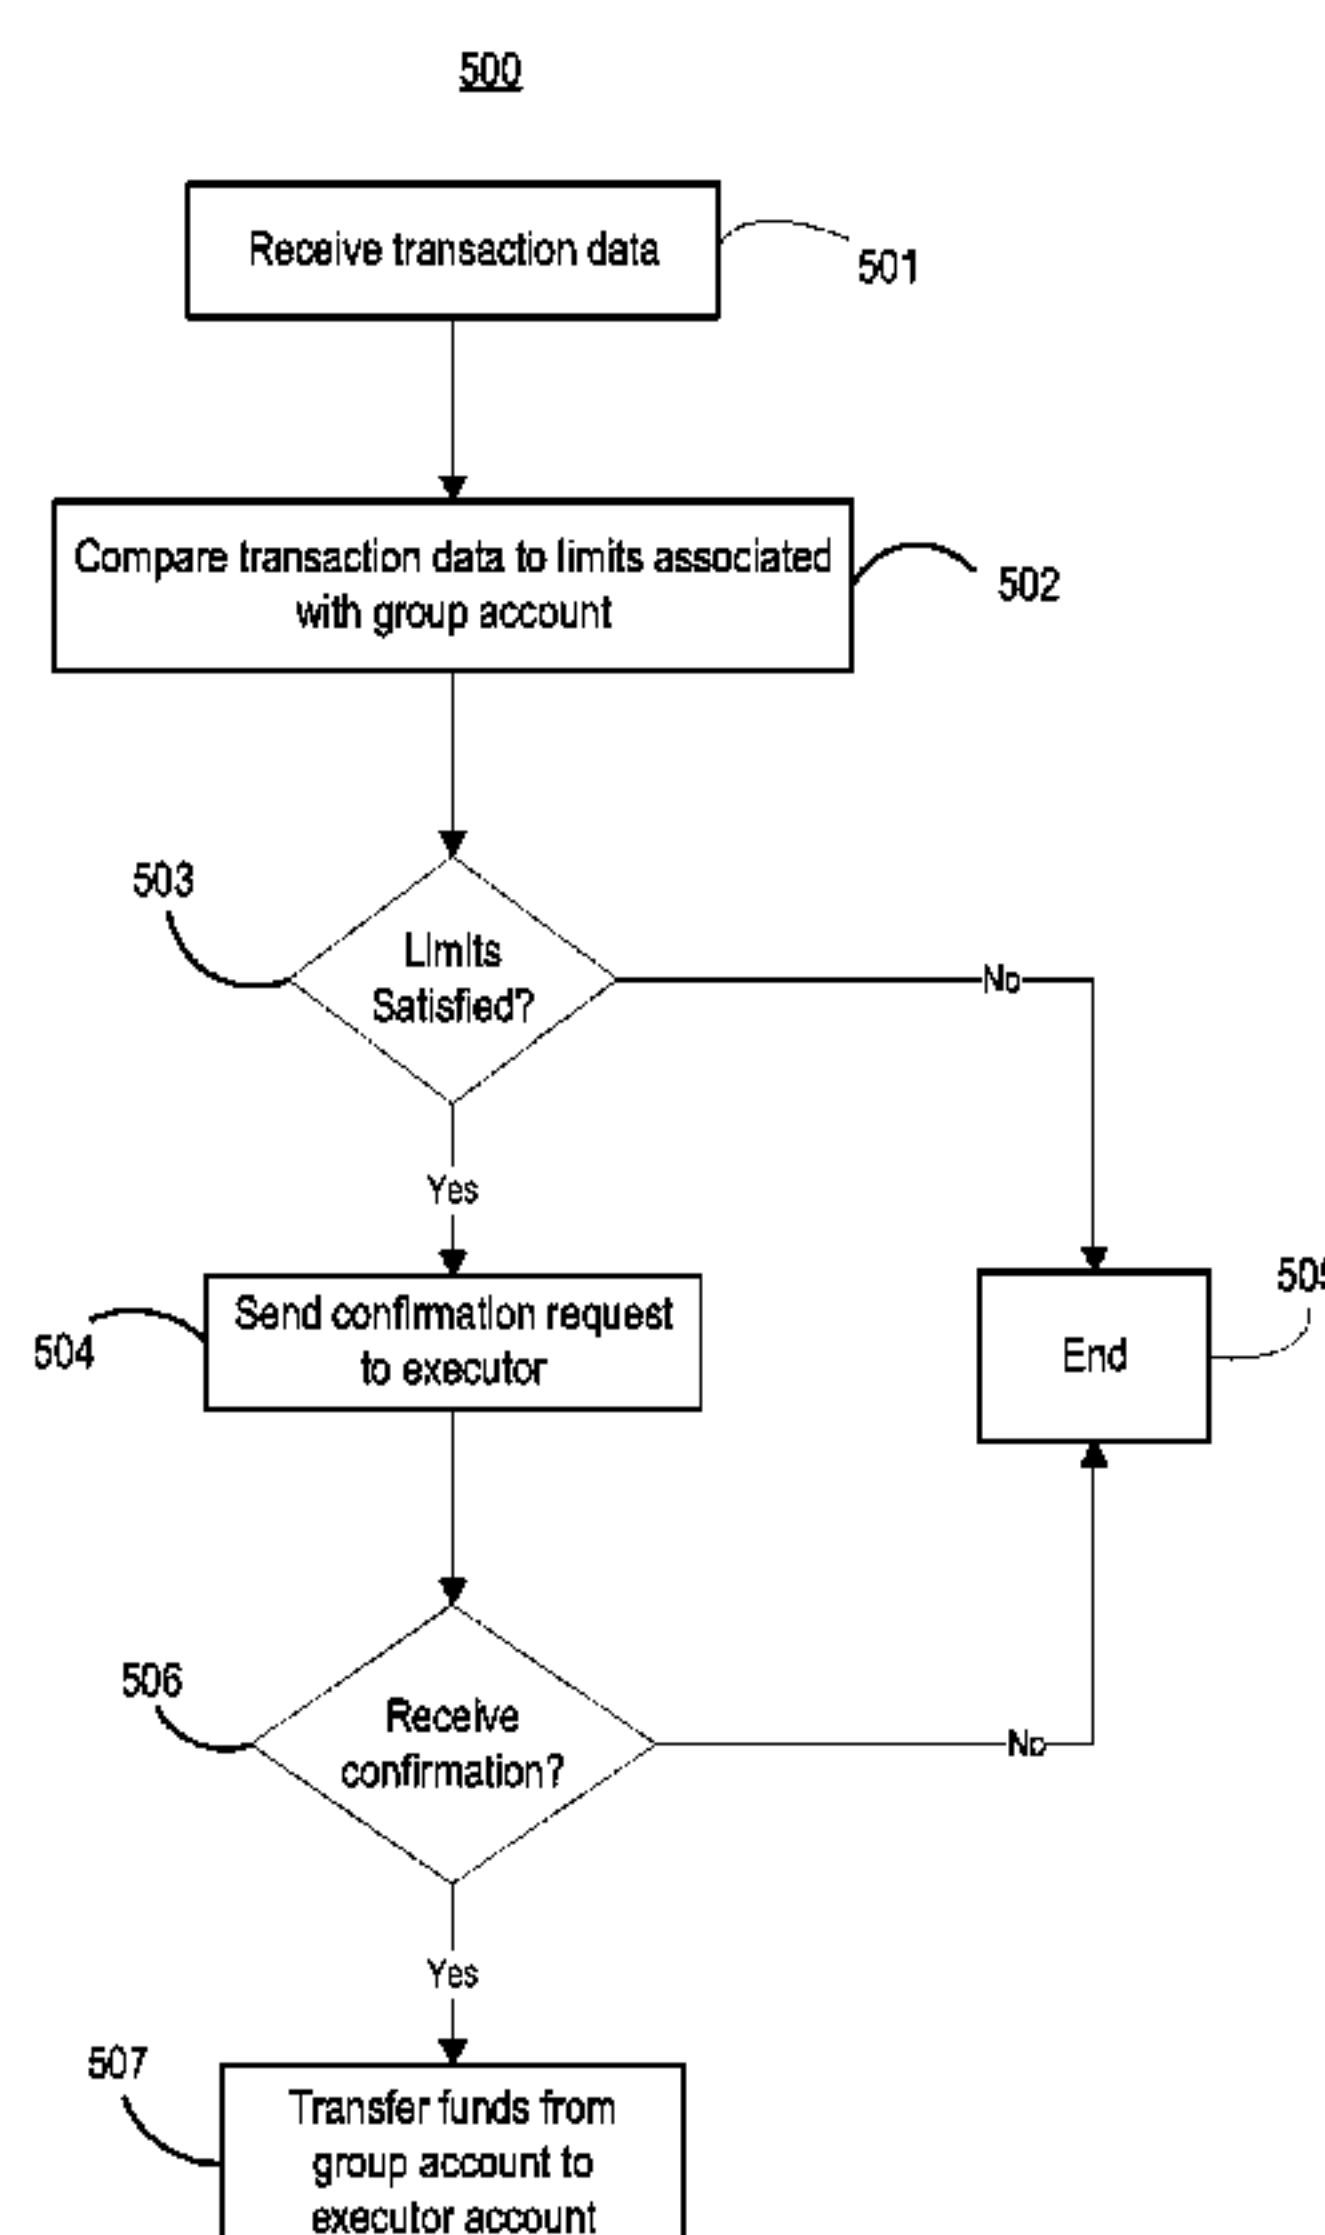 500
Receive transaction data
501
Compare transaction data to limits associated
with group account
502
503
Limits
Satisfied?
No
Yes
Send confirmation request
to executor
504
End
506
Receive
confirmation?
No
Yes
507
Transfer funds from
group account to
executor account